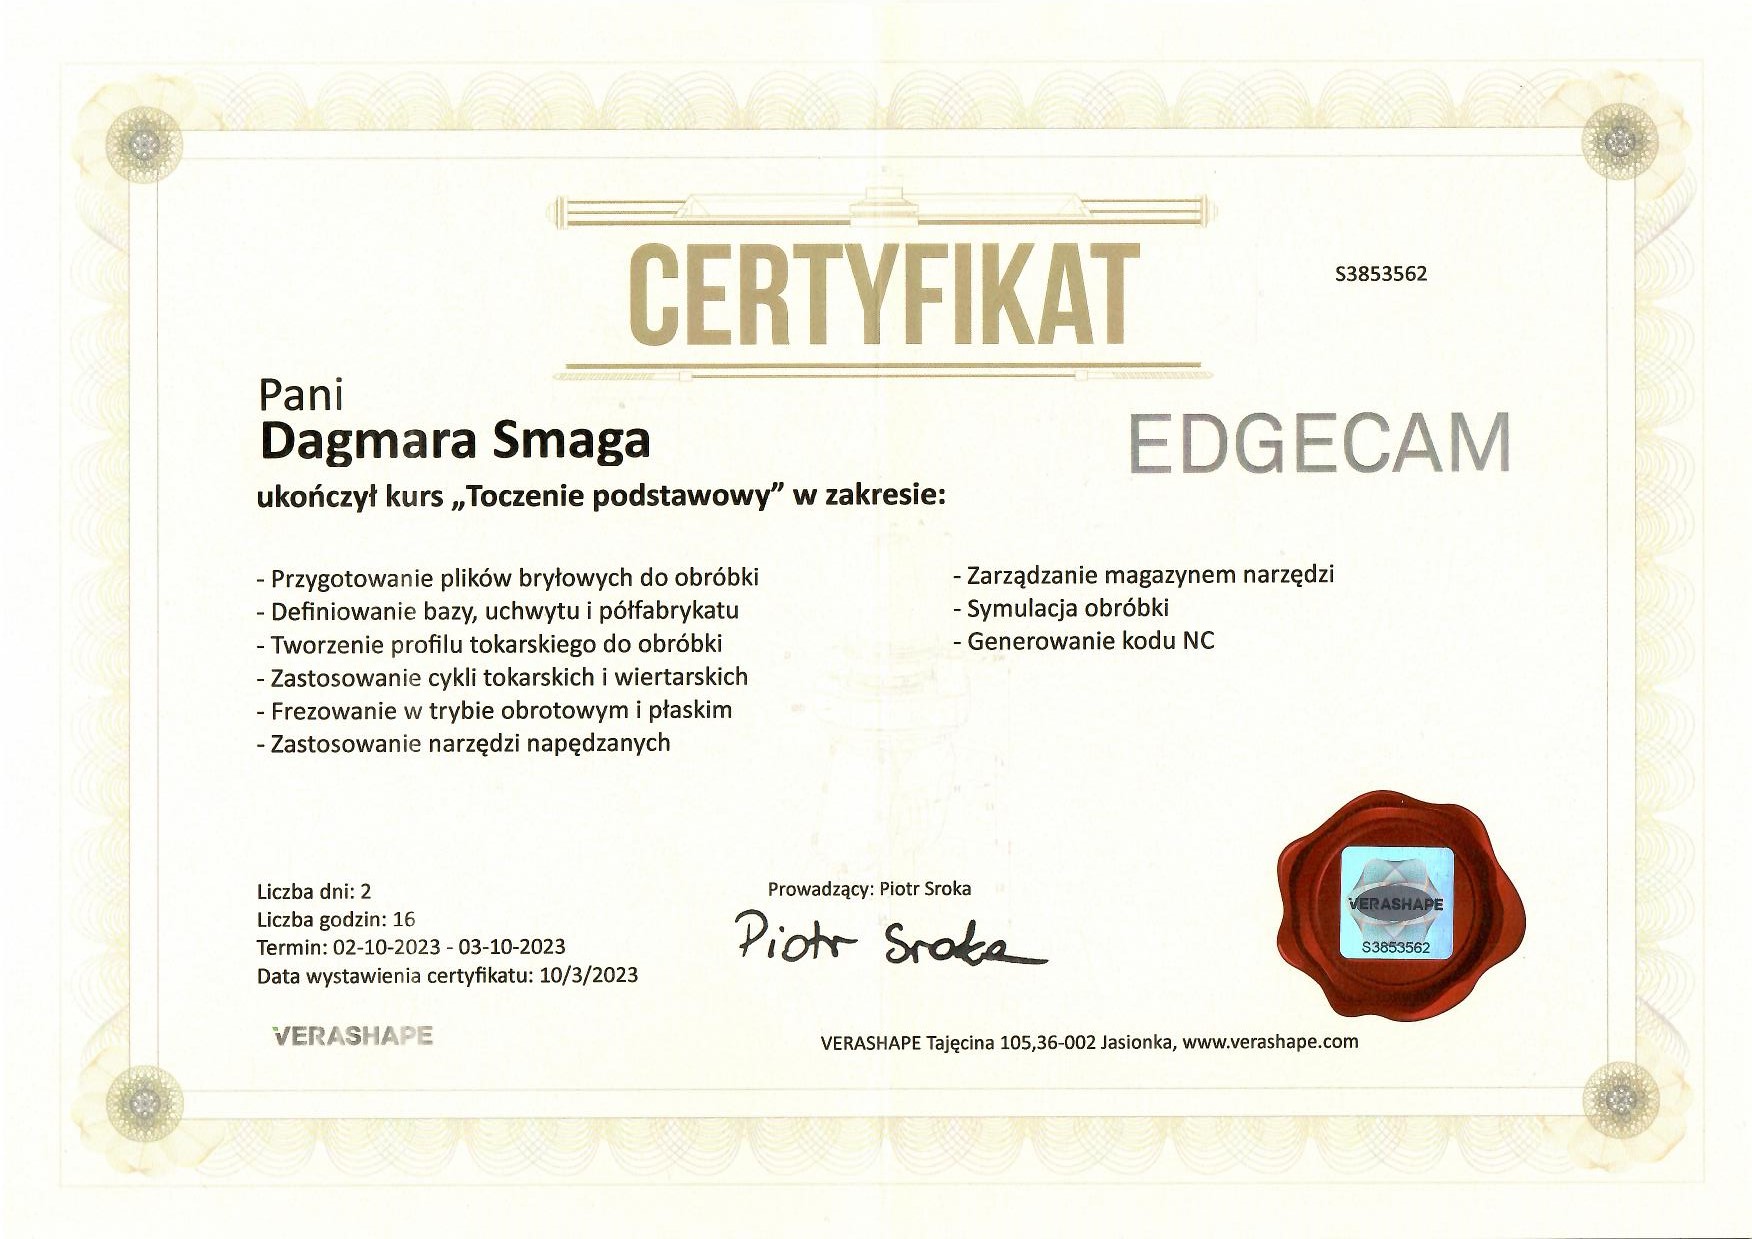 CERTYFIKAT
S3853562
Pani
Dagmara Smaga
EDGECAM
ukończył kurs „Toczenie podstawowy” w zakresie:
- Przygotowanie plików bryłowych do obróbki
- Definiowanie bazy, uchwytu i półfabrykatu
- Tworzenie profilu tokarskiego do obróbki
- Zastosowanie cykli tokarskich i wiertarskich
- Frezowanie w trybie obrotowym i płaskim
- Zastosowanie narzędzi napędzanych
- Zarządzanie magazynem narzędzi
- Symulacja obróbki
- Generowanie kodu NC
Liczba dni: 2
Liczba godzin: 16
Termin: 02-10-2023 - 03-10-2023
Data wystawienia certyfikatu: 10/3/2023
Prowadzący: Piotr Sroka
Piotr Sroka
VERASHAPE
S3853562
VERASHAPE
VERASHAPE Tajęcina 105,36-002 Jasionka, www.verashape.com